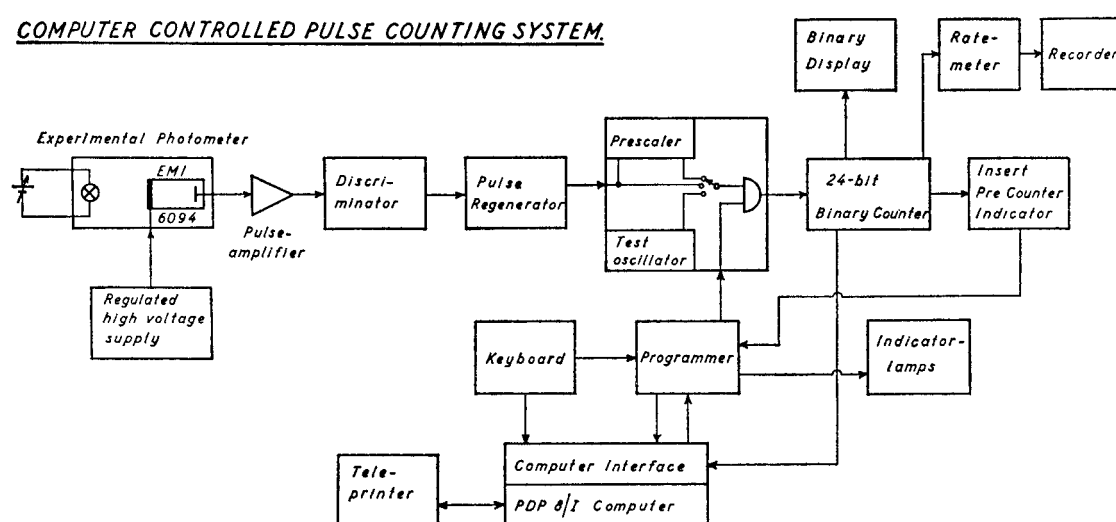 COMPUTER CONTROLLED PULSE COUNTING SYSTEM.
Binary
Display
Rate-
meter
Recorder
Experimental Photometer
EMI
6094
Pulse-
amplifier
Discri-
minator
Pulse
Regenerator
Prescaler
Test
oscillator
24-bit
Binary Counter
Insert
Pre Counter
Indicator
Regulated
high voltage
supply
Keyboard
Programmer
Indicator-
lamps
Computer Interface
PDP 8/I Computer
Tele-
printer